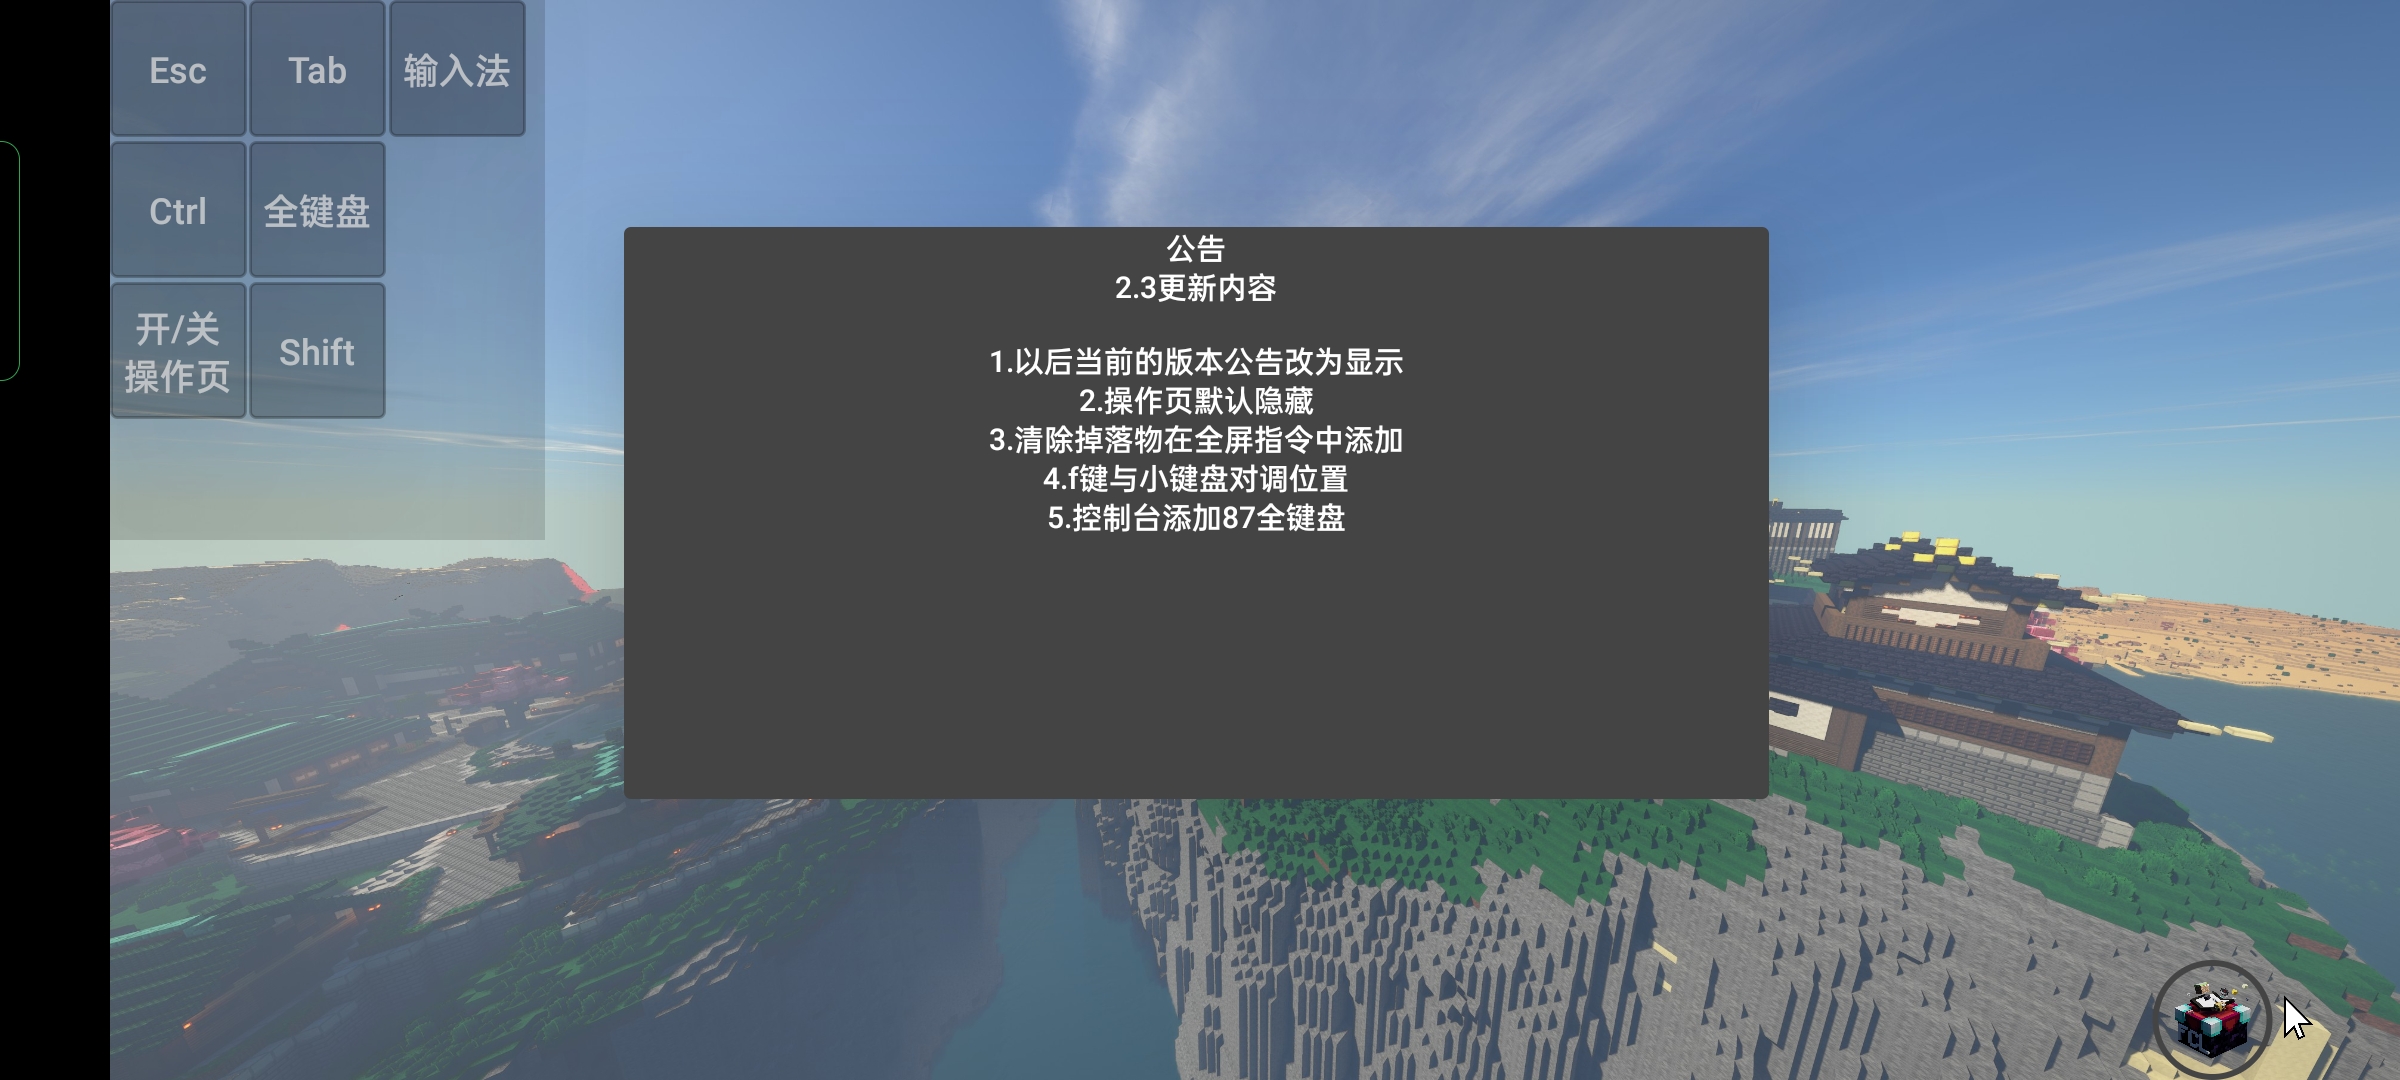 Esc
Tab
输入法
Ctrl
全键盘
开/关
操作页
Shift
公告
2.3更新内容
1.以后当前的版本公告改为显示
2.操作页默认隐藏
3.清除掉落物在全屏指令中添加
4.f键与小键盘对调位置
5.控制台添加87全键盘
FCL